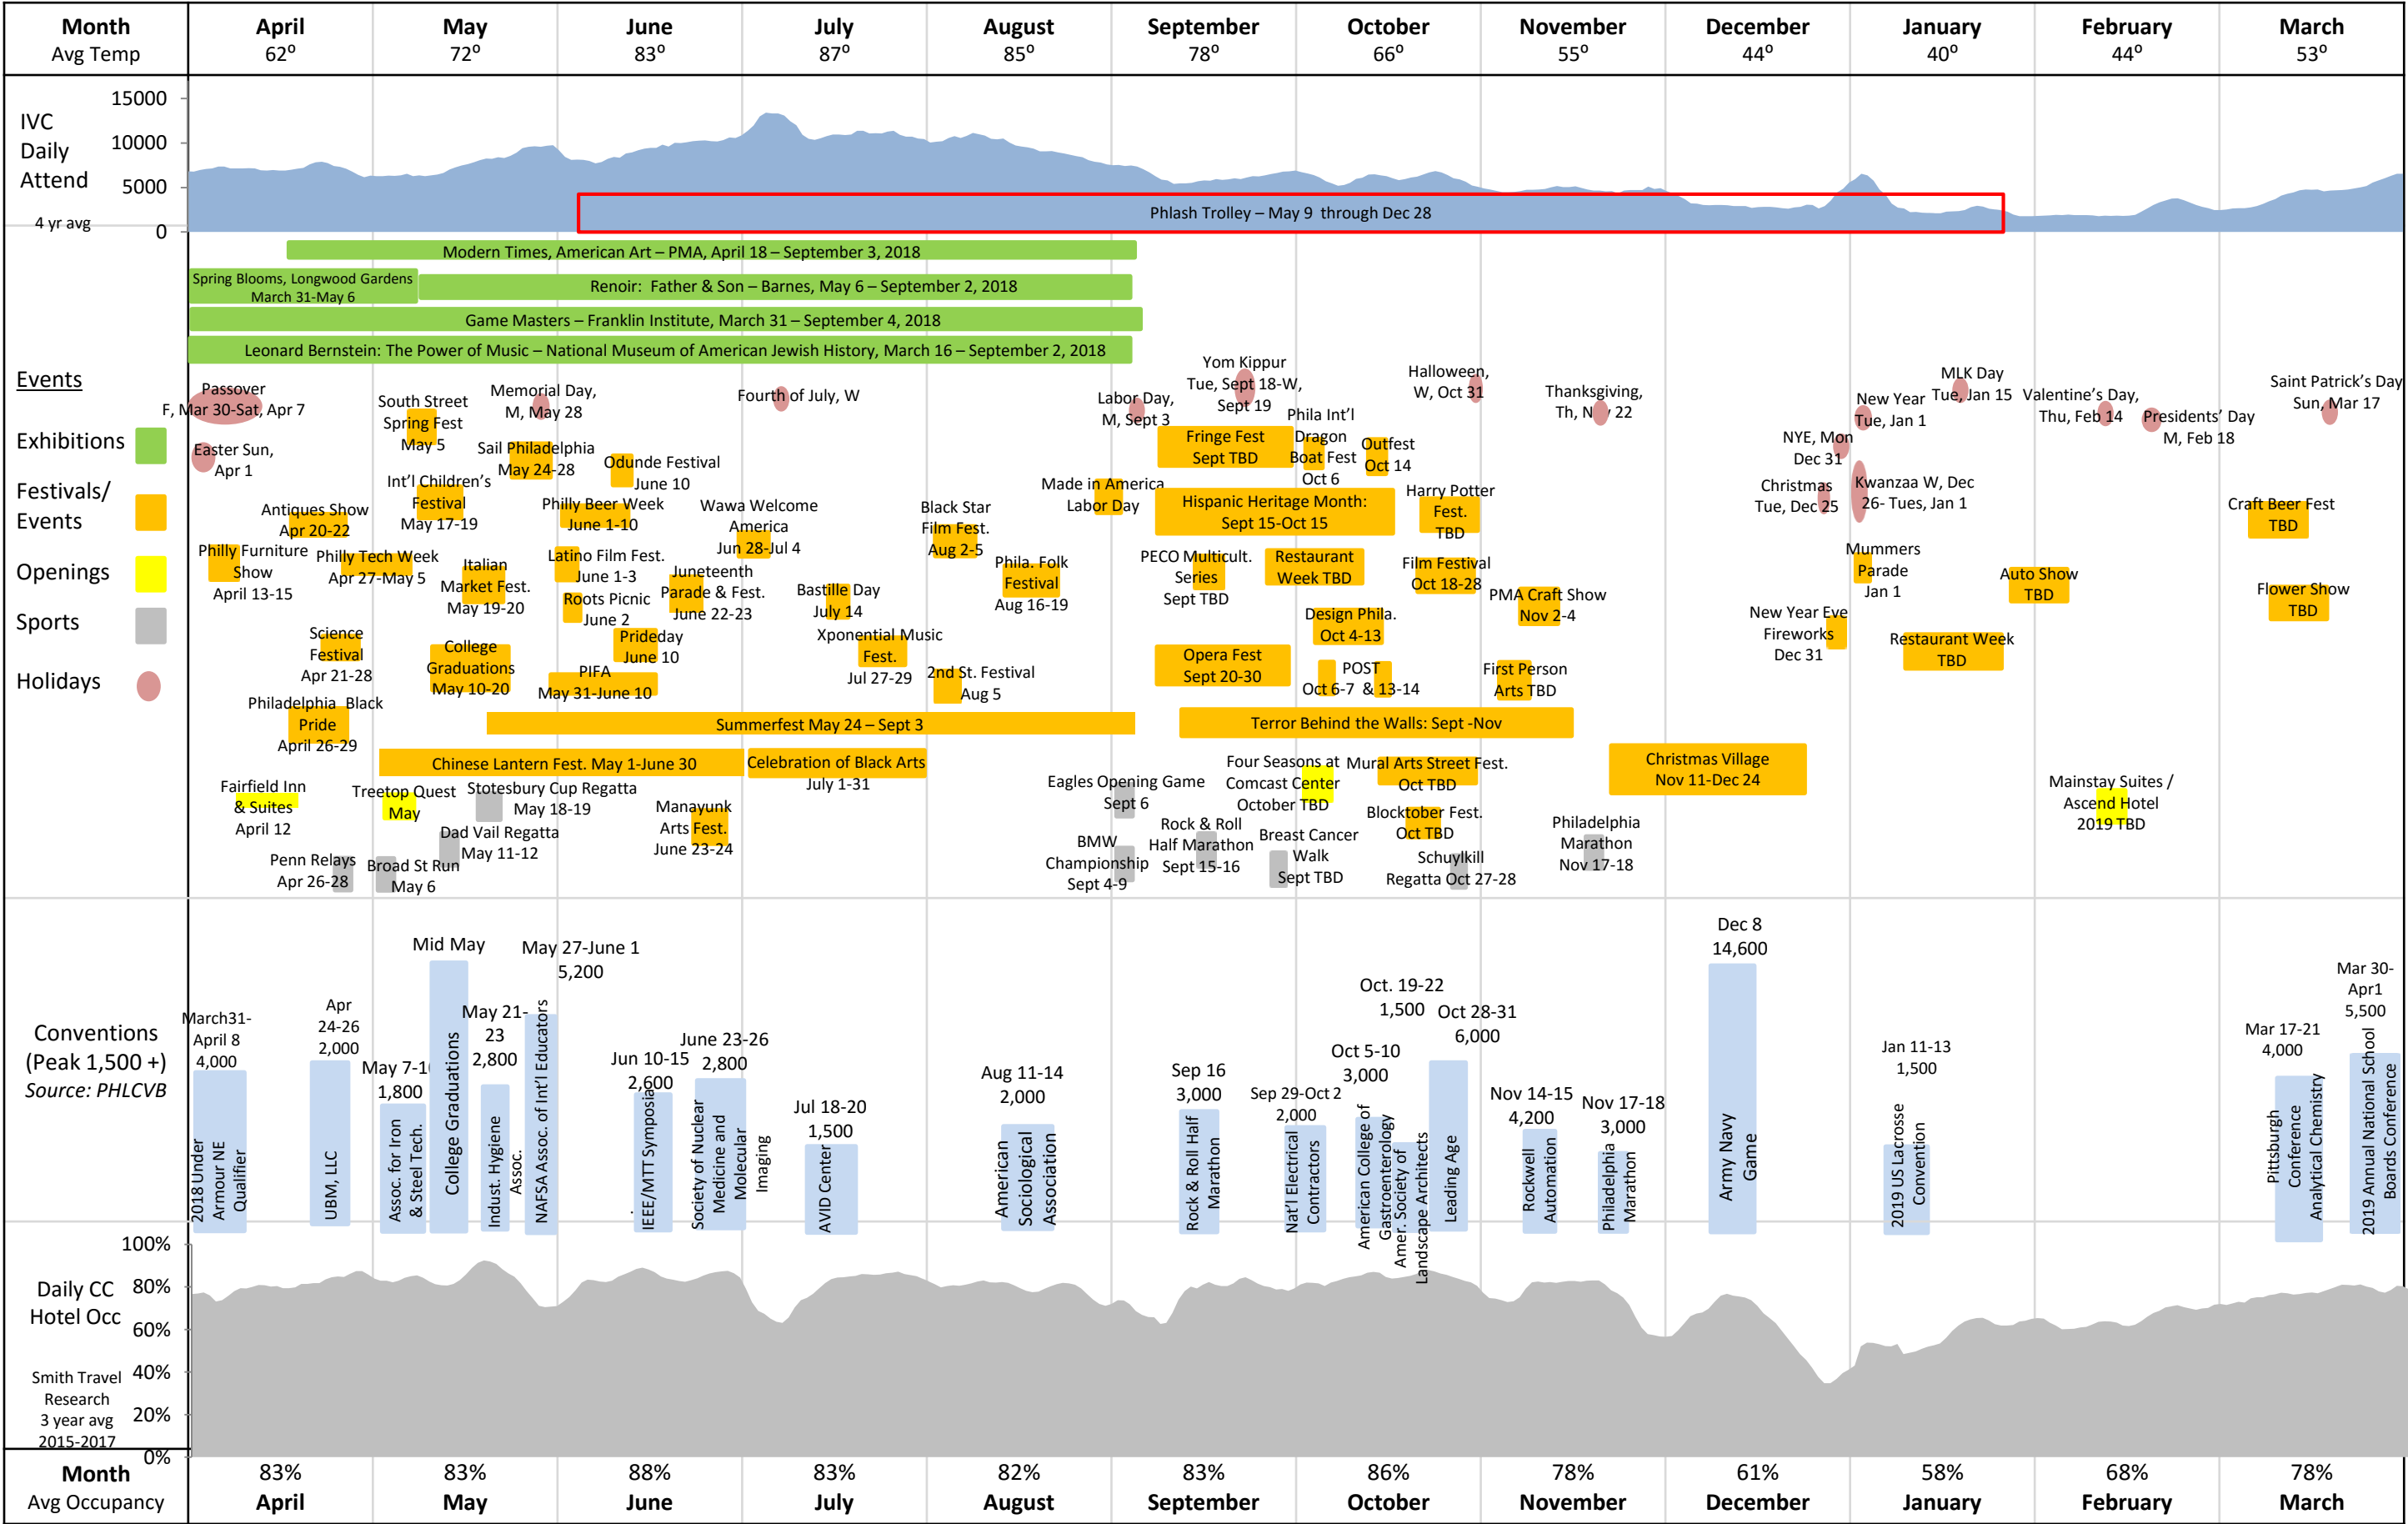 Month April May June July August September October November December January February March
Avg Temp 62⁰ 72⁰ 83⁰ 87⁰ 85⁰ 78⁰ 66⁰ 55⁰ 44⁰ 40⁰ 44⁰ 53⁰
IVC
Daily
Attend
4 yr avg
15000
10000
5000
0
Phlash Trolley – May 9 through Dec 28
Modern Times, American Art – PMA, April 18 – September 3, 2018
Spring Blooms, Longwood Gardens
March 31-May 6
Renoir: Father & Son – Barnes, May 6 – September 2, 2018
Game Masters – Franklin Institute, March 31 – September 4, 2018
Leonard Bernstein: The Power of Music – National Museum of American Jewish History, March 16 – September 2, 2018
Events
Exhibitions
Festivals/
Events
Openings
Sports
Holidays
Passover
F, Mar 30-Sat, Apr 7
Easter Sun,
Apr 1
Antiques Show
Apr 20-22
Philly Furniture
Show
April 13-15
Science
Festival
Apr 21-28
Philadelphia Black
Pride
April 26-29
Fairfield Inn
& Suites
April 12
Penn Relays
Apr 26-28
South Street
Spring Fest
May 5
Memorial Day,
M, May 28
Sail Philadelphia
May 24-28
Int'l Children's
Festival
May 17-19
Philly Tech Week
Apr 27-May 5
Italian
Market Fest.
May 19-20
College
Graduations
May 10-20
Treetop Quest
May
Stotesbury Cup Regatta
May 18-19
Dad Vail Regatta
May 11-12
Broad St Run
May 6
Odunde Festival
June 10
Philly Beer Week
June 1-10
Latino Film Fest.
June 1-3
Roots Picnic
June 2
Juneteenth
Parade & Fest.
June 22-23
Prideday
June 10
PIFA
May 31-June 10
Summerfest May 24 – Sept 3
Chinese Lantern Fest. May 1-June 30
Celebration of Black Arts
July 1-31
Manayunk
Arts Fest.
June 23-24
Fourth of July, W
Wawa Welcome
America
Jun 28-Jul 4
Bastille Day
July 14
Xponential Music
Fest.
Jul 27-29
Black Star
Film Fest.
Aug 2-5
Phila. Folk
Festival
Aug 16-19
2nd St. Festival
Aug 5
Labor Day,
M, Sept 3
Made in America
Labor Day
Yom Kippur
Tue, Sept 18-W,
Sept 19
Fringe Fest
Sept TBD
Hispanic Heritage Month:
Sept 15-Oct 15
PECO Multicult.
Series
Sept TBD
Restaurant
Week TBD
Opera Fest
Sept 20-30
Terror Behind the Walls: Sept -Nov
Eagles Opening Game
Sept 6
BMW
Championship
Sept 4-9
Rock & Roll
Half Marathon
Sept 15-16
Breast Cancer
Walk
Sept TBD
Phila Int'l
Dragon
Boat Fest
Oct 6
Halloween,
W, Oct 31
Outfest
Oct 14
Harry Potter
Fest.
TBD
Film Festival
Oct 18-28
Design Phila.
Oct 4-13
POST
Oct 6-7 & 13-14
Four Seasons at
Comcast Center
October TBD
Mural Arts Street Fest.
Oct TBD
Blocktober Fest.
Oct TBD
Schuylkill
Regatta Oct 27-28
Thanksgiving,
Th, Nov 22
PMA Craft Show
Nov 2-4
First Person
Arts TBD
Christmas Village
Nov 11-Dec 24
Philadelphia
Marathon
Nov 17-18
NYE, Mon
Dec 31
Christmas
Tue, Dec 25
New Year Eve
Fireworks
Dec 31
New Year
Tue, Jan 1
MLK Day
Tue, Jan 15
Kwanzaa W, Dec
26- Tues, Jan 1
Mummers
Parade
Jan 1
Restaurant Week
TBD
Valentine's Day,
Thu, Feb 14
Presidents' Day
M, Feb 18
Auto Show
TBD
Mainstay Suites /
Ascend Hotel
2019 TBD
Saint Patrick's Day
Sun, Mar 17
Craft Beer Fest
TBD
Flower Show
TBD
Conventions
(Peak 1,500 +)
Source: PHLCVB
March31-
April 8
4,000
2018 Under
Armour NE
Qualifier
Apr
24-26
2,000
UBM, LLC
May 7-1
1,800
Assoc. for Iron
& Steel Tech.
Mid May
College Graduations
May 21-
23
2,800
Indust. Hygiene
Assoc.
May 27-June 1
5,200
NAFSA Assoc. of Int'l Educators
Jun 10-15
2,600
IEEE/MTT Symposia
June 23-26
2,800
Society of Nuclear
Medicine and
Molecular
Imaging
Jul 18-20
1,500
AVID Center
Aug 11-14
2,000
American
Sociological
Association
Sep 16
3,000
Rock & Roll Half
Marathon
Sep 29-Oct 2
2,000
Nat'l Electrical
Contractors
Oct 5-10
3,000
American College of
Gastroenterology
Oct. 19-22
1,500
Amer. Society of
Landscape Architects
Oct 28-31
6,000
Leading Age
Nov 14-15
4,200
Rockwell
Automation
Nov 17-18
3,000
Philadelphia
Marathon
Dec 8
14,600
Army Navy
Game
Jan 11-13
1,500
2019 US Lacrosse
Convention
Mar 17-21
4,000
Pittsburgh
Conference
Analytical Chemistry
Mar 30-
Apr1
5,500
2019 Annual National School
Boards Conference
Daily CC
Hotel Occ
Smith Travel
Research
3 year avg
2015-2017
100%
80%
60%
40%
20%
0%
Month 83% 83% 88% 83% 82% 83% 86% 78% 61% 58% 68% 78%
Avg Occupancy April May June July August September October November December January February March